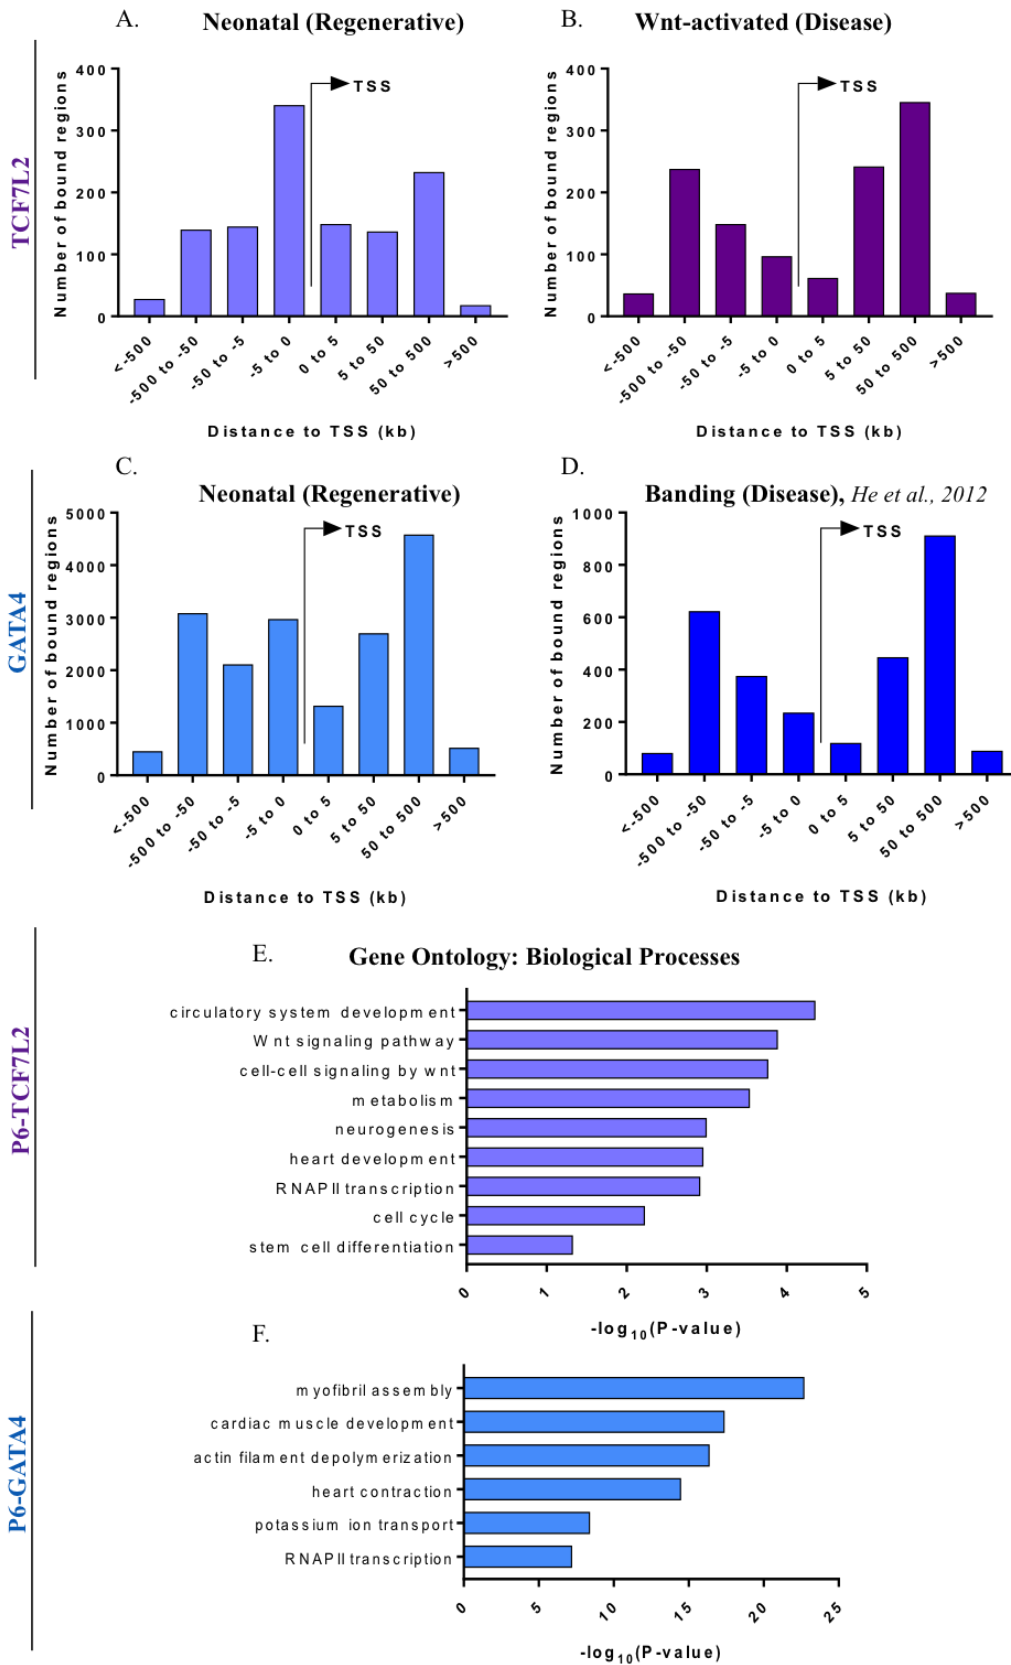 A.
Neonatal (Regenerative)
B.
Wnt-activated (Disease)
TCF7L2
Number of bound regions
400
300
200
100
0
TSS
<-500
-500 to -50
-50 to -5
-5 to 0
0 to 5
5 to 50
50 to 500
>500
Distance to TSS (kb)
Number of bound regions
400
300
200
100
0
TSS
<-500
-500 to -50
-50 to -5
-5 to 0
0 to 5
5 to 50
50 to 500
>500
Distance to TSS (kb)
GATA4
C.
Neonatal (Regenerative)
Number of bound regions
5000
4000
3000
2000
1000
0
TSS
<-500
-500 to -50
-50 to -5
-5 to 0
0 to 5
5 to 50
50 to 500
>500
Distance to TSS (kb)
D.
Banding (Disease), He et al., 2012
Number of bound regions
1000
800
600
400
200
0
TSS
<-500
-500 to -50
-50 to -5
-5 to 0
0 to 5
5 to 50
50 to 500
>500
Distance to TSS (kb)
P6-TCF7L2
E.
Gene Ontology: Biological Processes
circulatory system development
Wnt signaling pathway
cell-cell signaling by wnt
metabolism
neurogenesis
heart development
RNAPII transcription
cell cycle
stem cell differentiation
0 1 2 3 4 5
-log10(P-value)
P6-GATA4
F.
myofibril assembly
cardiac muscle development
actin filament depolymerization
heart contraction
potassium ion transport
RNAPII transcription
0 5 10 15 20 25
-log10(P-value)